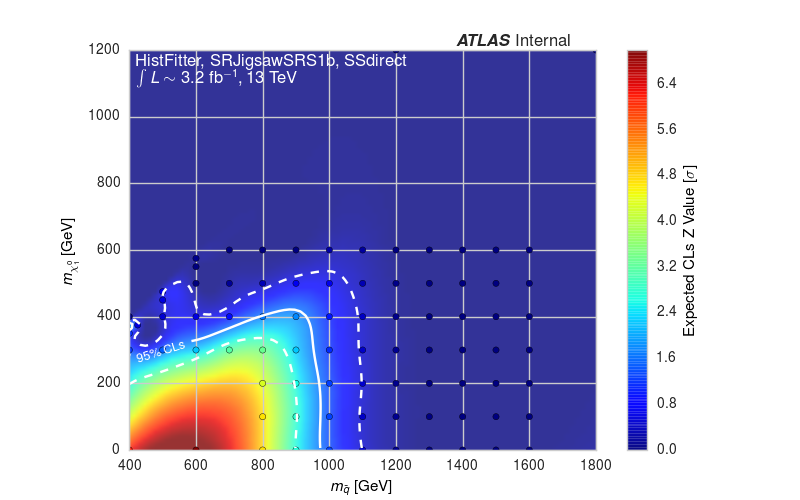 ATLAS Internal
HistFitter, SRJigsawSRS1b, SSdirect
∫ L ∼ 3.2 fb⁻¹, 13 TeV
1200
1000
800
600
400
200
0
m_χ̃₁⁰ [GeV]
95% CLs
400 600 800 1000 1200 1400 1600 1800
m_q̃ [GeV]
6.4
5.6
4.8
4.0
3.2
2.4
1.6
0.8
0.0
Expected CLs Z Value [σ]